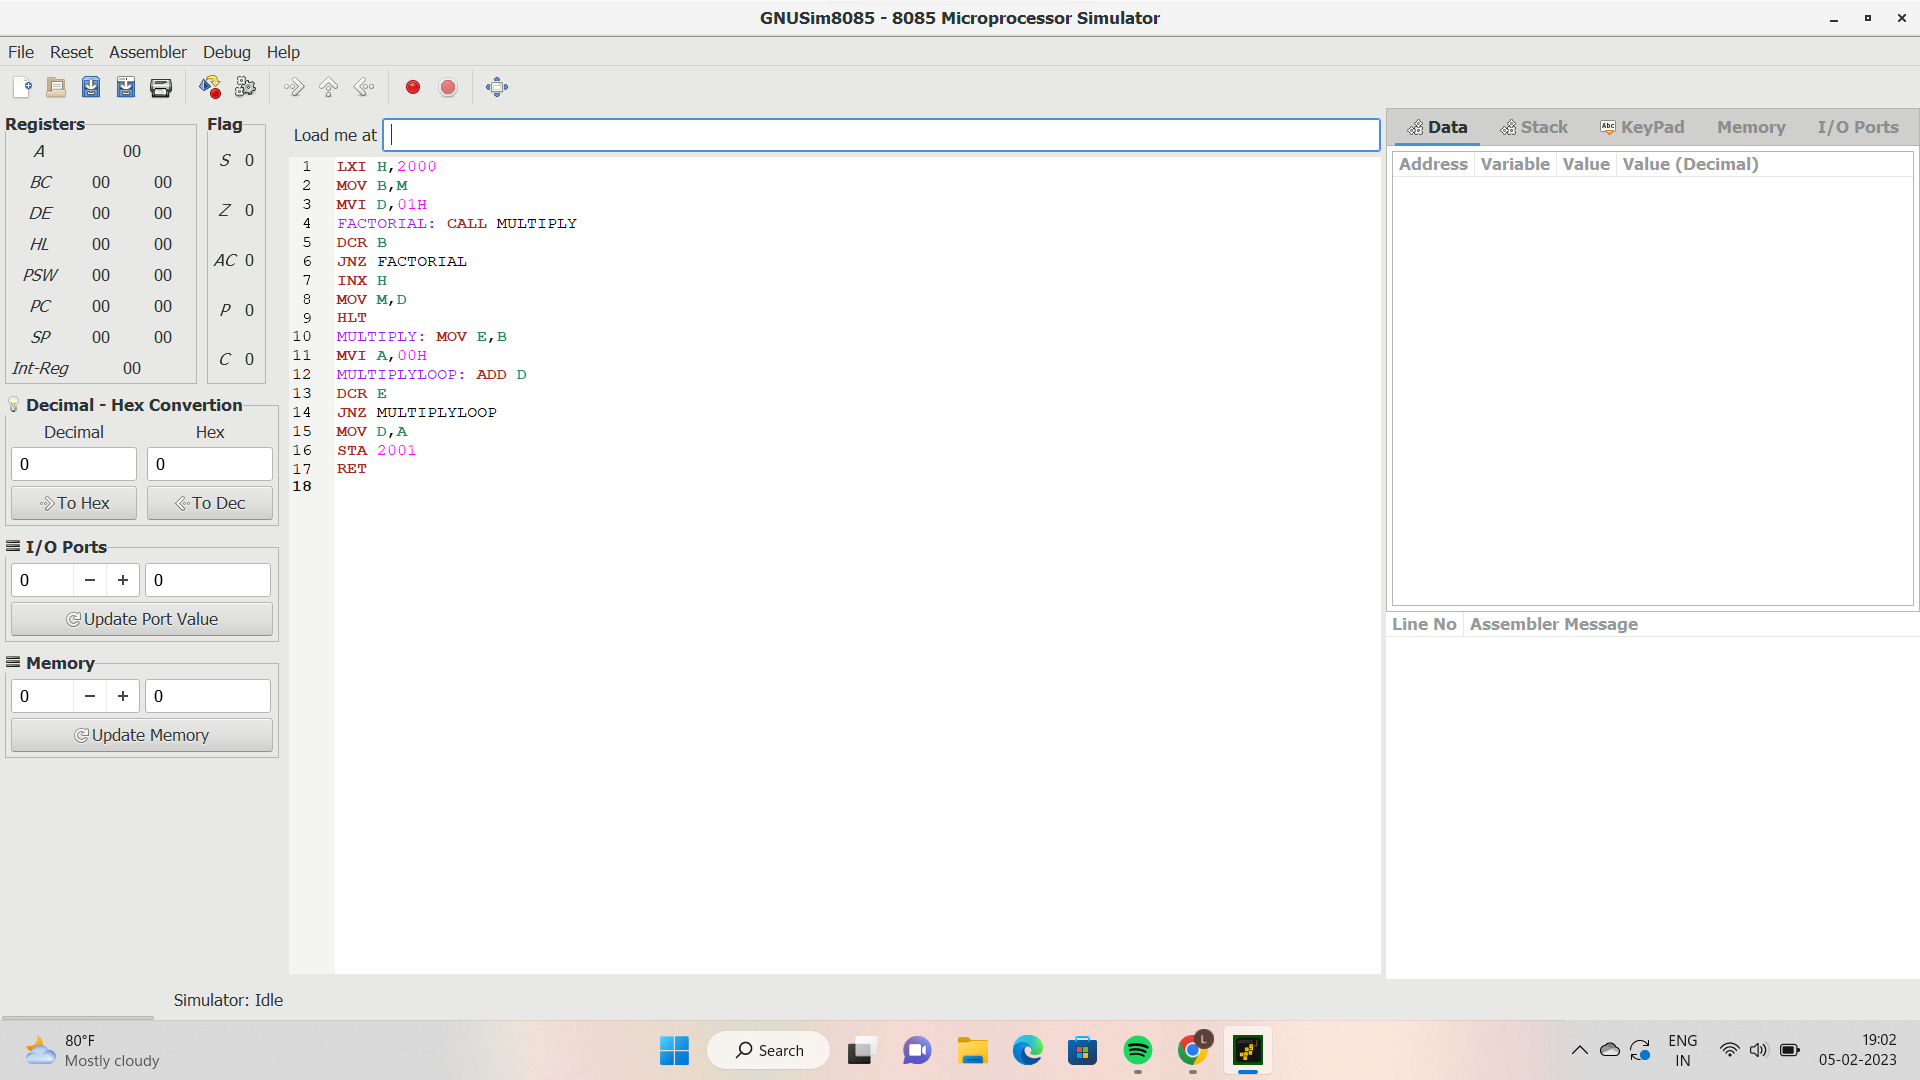 GNUSim8085 - 8085 Microprocessor Simulator
File Reset Assembler Debug Help
Registers
A 00
BC 00 00
DE 00 00
HL 00 00
PSW 00 00
PC 00 00
SP 00 00
Int-Reg 00
Flag
S 0
Z 0
AC 0
P 0
C 0
Decimal - Hex Convertion
Decimal Hex
0 0
To Hex To Dec
I/O Ports
0 − + 0
Update Port Value
Memory
0 − + 0
Update Memory
Load me at
1 LXI H,2000
2 MOV B,M
3 MVI D,01H
4 FACTORIAL: CALL MULTIPLY
5 DCR B
6 JNZ FACTORIAL
7 INX H
8 MOV M,D
9 HLT
10 MULTIPLY: MOV E,B
11 MVI A,00H
12 MULTIPLYLOOP: ADD D
13 DCR E
14 JNZ MULTIPLYLOOP
15 MOV D,A
16 STA 2001
17 RET
18
Data Stack Abc KeyPad Memory I/O Ports
Address Variable Value Value (Decimal)
Line No Assembler Message
Simulator: Idle
80°F
Mostly cloudy
Search
L
ENG
IN
19:02
05-02-2023